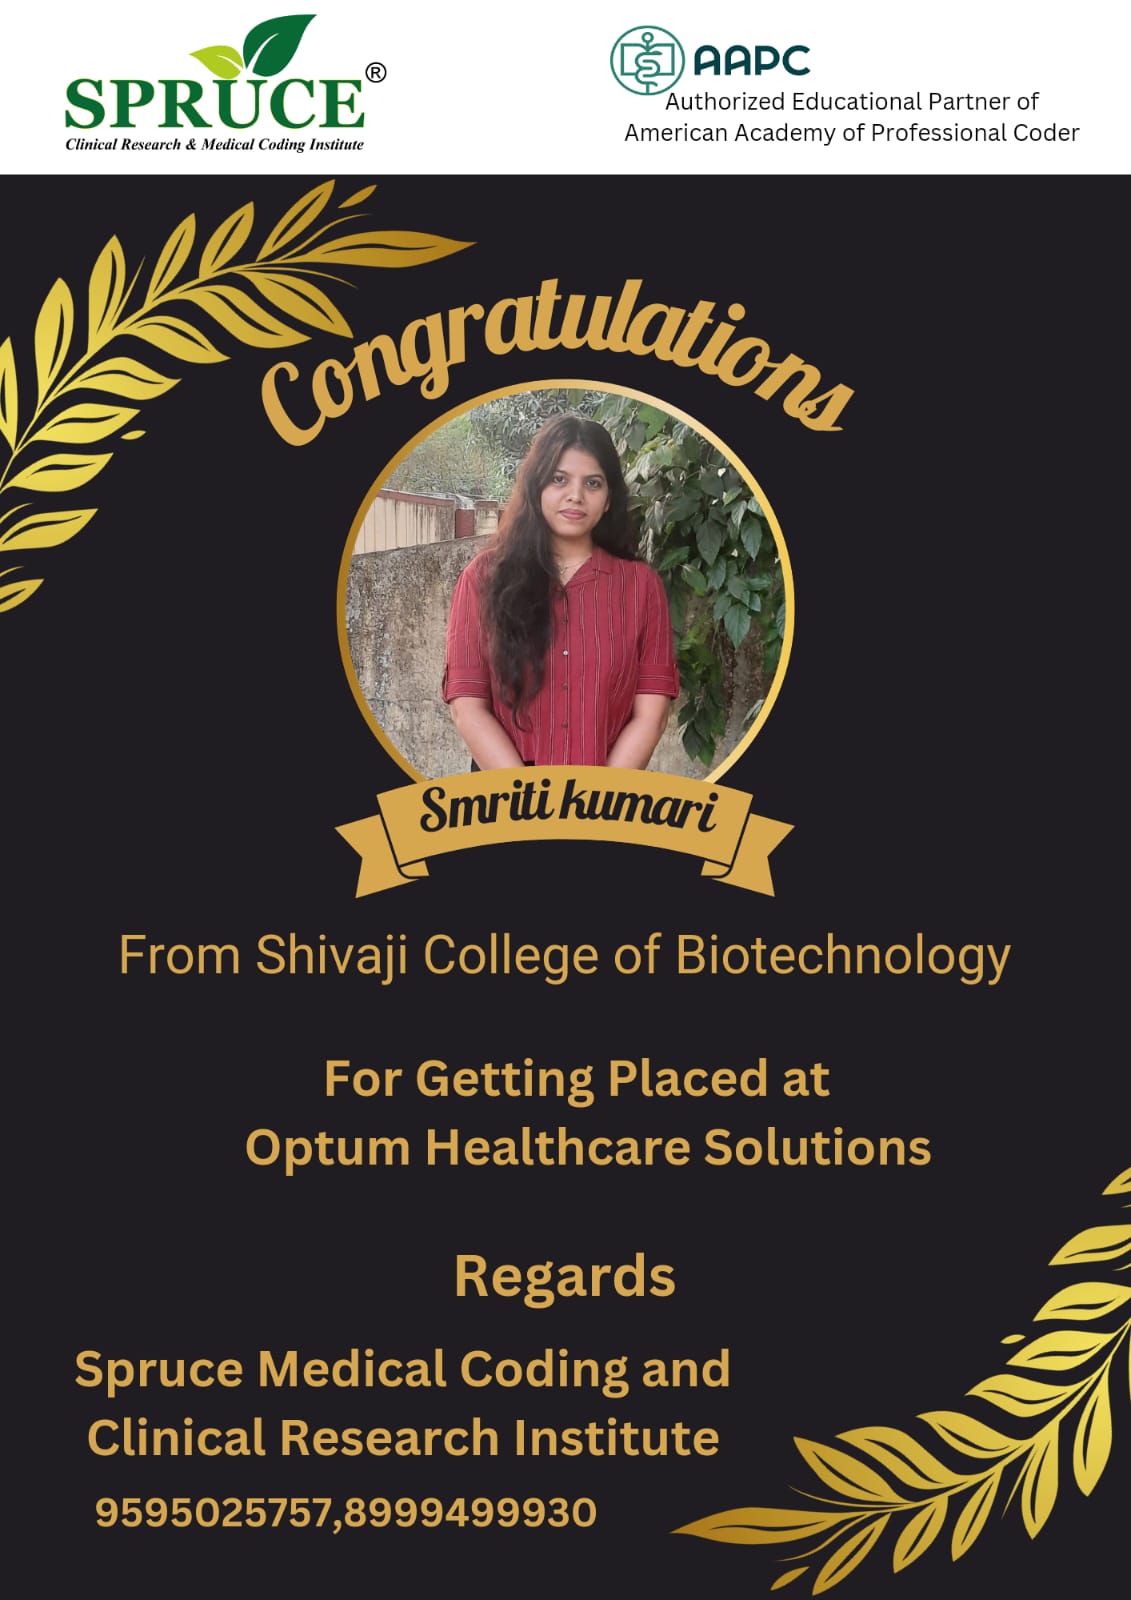 SPRUCE®
Clinical Research & Medical Coding Institute
AAPC
Authorized Educational Partner of
American Academy of Professional Coder
Congratulations
Smriti kumari
From Shivaji College of Biotechnology
For Getting Placed at
Optum Healthcare Solutions
Regards
Spruce Medical Coding and
Clinical Research Institute
9595025757,8999499930